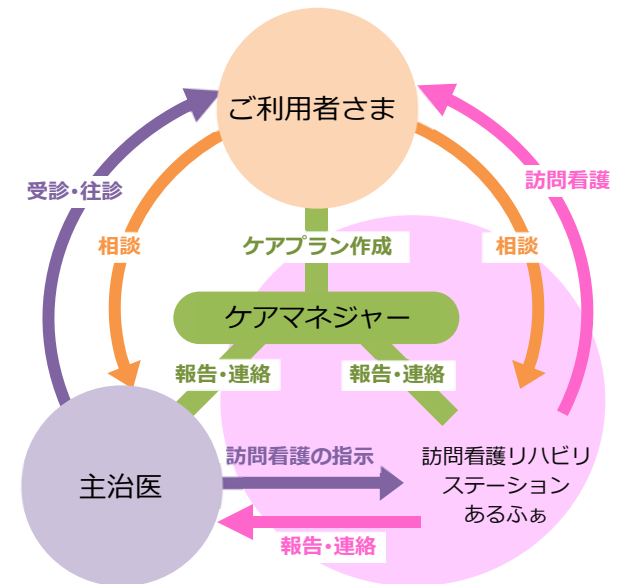 ご利用者さま
受診・往診
訪問看護
相談
ケアプラン作成
相談
ケアマネジャー
報告・連絡
報告・連絡
訪問看護の指示
主治医
訪問看護リハビリ
ステーション
あるふぁ
報告・連絡